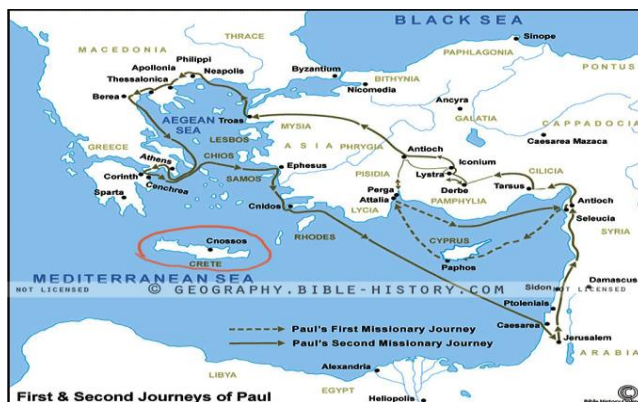 BLACK SEA
Sinope
THRACE
MACEDONIA
PAPHLAGONIA
Philippi
Apollonia
Neapolis
Byzantium
PONTUS
Thessalonica
BITHYNIA
Nicomedia
Berea
Ancyra
Troas
AEGEAN
SEA
MYSIA
GALATIA
CAPPADOCIA
LESBOS
GREECE
ASIA
PHRYGIA
Antioch
Caesarea Mazaca
CHIOS
Athens
Iconium
Ephesus
Lystra
Corinth
SAMOS
PISIDIA
CILICIA
Cenchrea
Derbe
Tarsus
Sparta
Perga
PAMPHYLIA
Antioch
Attalia
Cnidos
LYCIA
Seleucia
RHODES
SYRIA
Cnossos
CYPRUS
CRETE
Paphos
MEDITERRANEAN SEA
Damascus
Sidon
NOT LICENSED © GEOGRAPHY.BIBLE-HISTORY.COM NOT LICENSED
Ptoleniais
Paul's First Missionary Journey
Caesarea
Paul's Second Missionary Journey
Jerusalem
ARABIA
LIBYA
Alexandria
EGYPT
First & Second Journeys of Paul
Heliopolis
©